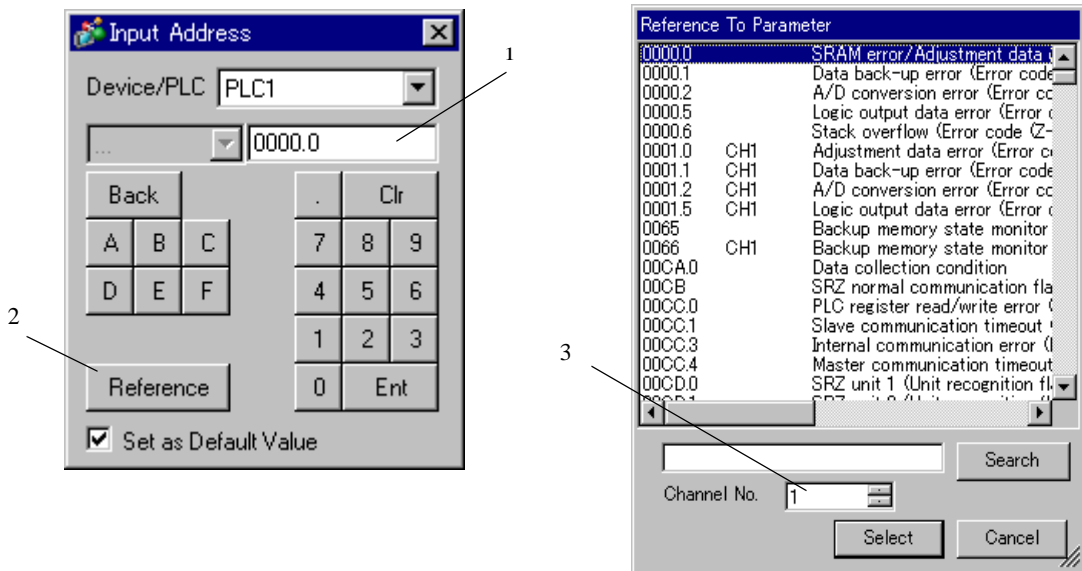 Input Address
1
Device/PLC PLC1
... 0000.0
Back . Clr
A B C 7 8 9
D E F 4 5 6
1 2 3
2
Reference 0 Ent
Set as Default Value
Reference To Parameter
0000.0 SRAM error/Adjustment data
0000.1 Data back-up error (Error code
0000.2 A/D conversion error (Error
0000.5 Logic output data error (Error
0000.6 Stack overflow (Error code (Z-
0001.0 CH1 Adjustment data error (Error
0001.1 CH1 Data back-up error (Error code
0001.2 CH1 A/D conversion error (Error
0001.5 CH1 Logic output data error (Error
0065 Backup memory state monitor
0066 CH1 Backup memory state monitor
00CA.0 Data collection condition
00CB SRZ normal communication
00CC.0 PLC register read/write error
00CC.1 Slave communication timeout
00CC.3 Internal communication error
00CC.4 Master communication timeout
00CD.0 SRZ unit 1 (Unit recognition
3
Search
Channel No. 1
Select Cancel